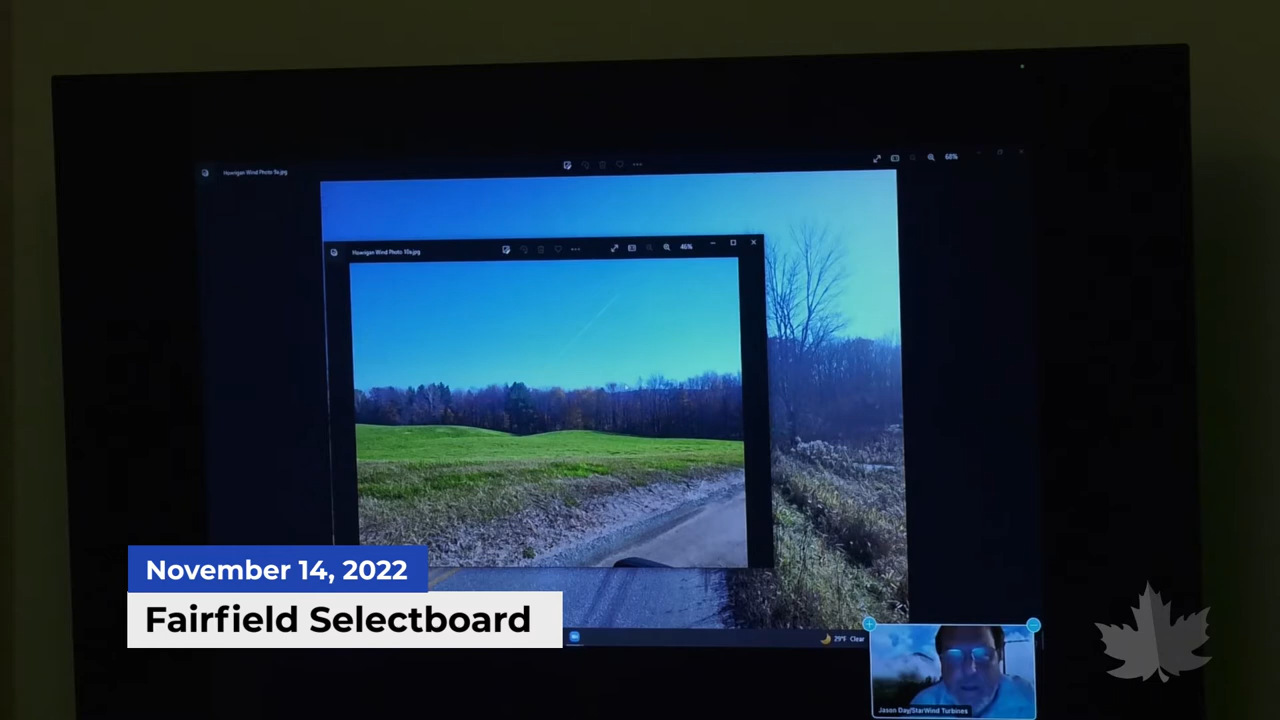 Howrigan Wind Photo 9a.jpg
68%
Howrigan Wind Photo 10a.jpg
46%
November 14, 2022
Fairfield Selectboard
29°F Clear
Jason Day/StarWind Turbines